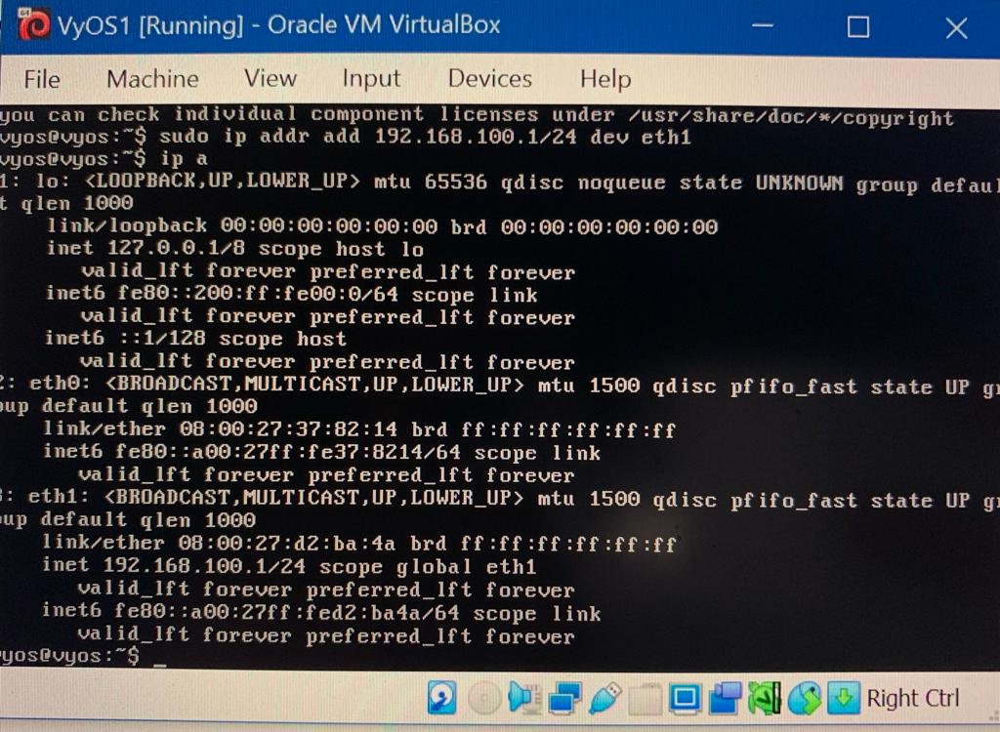 VyOS1 [Running] - Oracle VM VirtualBox
File Machine View Input Devices Help
you can check individual component licenses under /usr/share/doc/*/copyright
vyos@vyos:~$ sudo ip addr add 192.168.100.1/24 dev eth1
vyos@vyos:~$ ip a
1: lo: <LOOPBACK,UP,LOWER_UP> mtu 65536 qdisc noqueue state UNKNOWN group defau
t qlen 1000
link/loopback 00:00:00:00:00:00 brd 00:00:00:00:00:00
inet 127.0.0.1/8 scope host lo
valid_lft forever preferred_lft forever
inet6 fe80::200:ff:fe00:0/64 scope link
valid_lft forever preferred_lft forever
inet6 ::1/128 scope host
valid_lft forever preferred_lft forever
2: eth0: <BROADCAST,MULTICAST,UP,LOWER_UP> mtu 1500 qdisc pfifo_fast state UP gr
oup default qlen 1000
link/ether 08:00:27:37:82:14 brd ff:ff:ff:ff:ff:ff
inet6 fe80::a00:27ff:fe37:8214/64 scope link
valid_lft forever preferred_lft forever
3: eth1: <BROADCAST,MULTICAST,UP,LOWER_UP> mtu 1500 qdisc pfifo_fast state UP gr
oup default qlen 1000
link/ether 08:00:27:d2:ba:4a brd ff:ff:ff:ff:ff:ff
inet 192.168.100.1/24 scope global eth1
valid_lft forever preferred_lft forever
inet6 fe80::a00:27ff:fed2:ba4a/64 scope link
valid_lft forever preferred_lft forever
vyos@vyos:~$ _
Right Ctrl